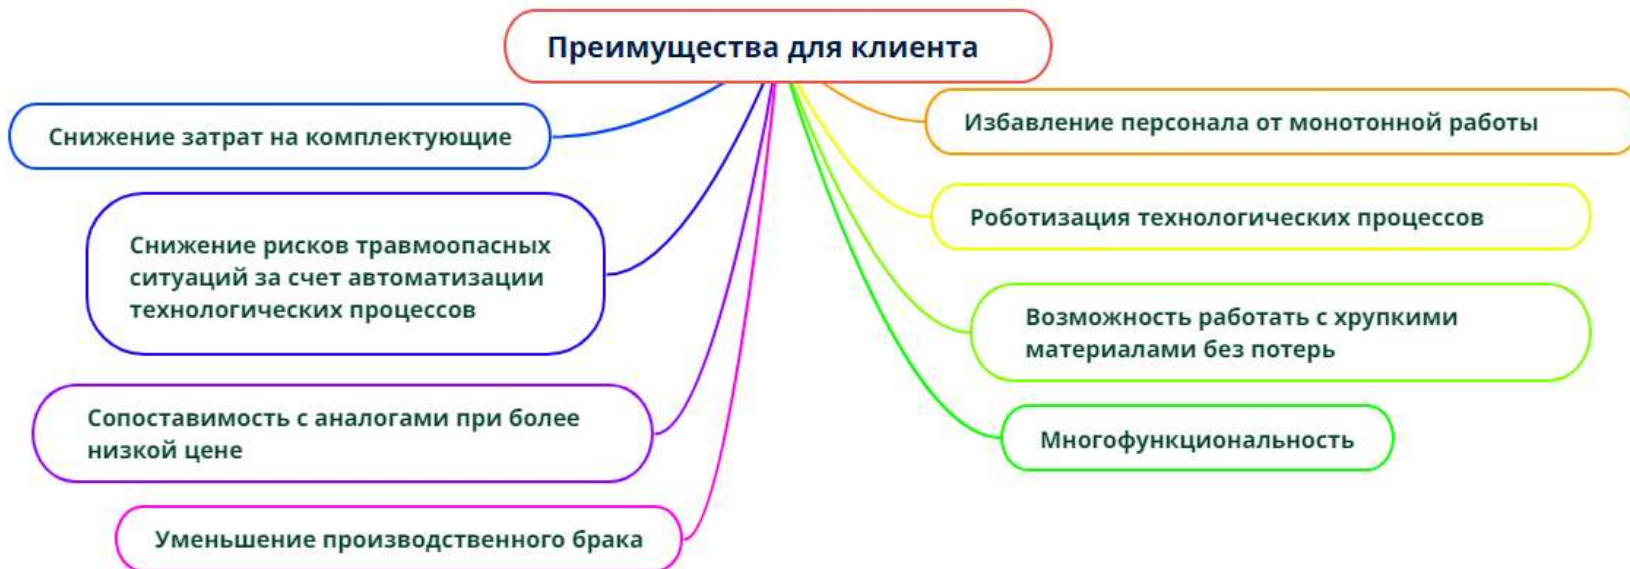 Преимущества для клиента
Снижение затрат на комплектующие
Снижение рисков травмоопасных
ситуаций за счет автоматизации
технологических процессов
Сопоставимость с аналогами при более
низкой цене
Уменьшение производственного брака
Избавление персонала от монотонной работы
Роботизация технологических процессов
Возможность работать с хрупкими
материалами без потерь
Многофункциональность